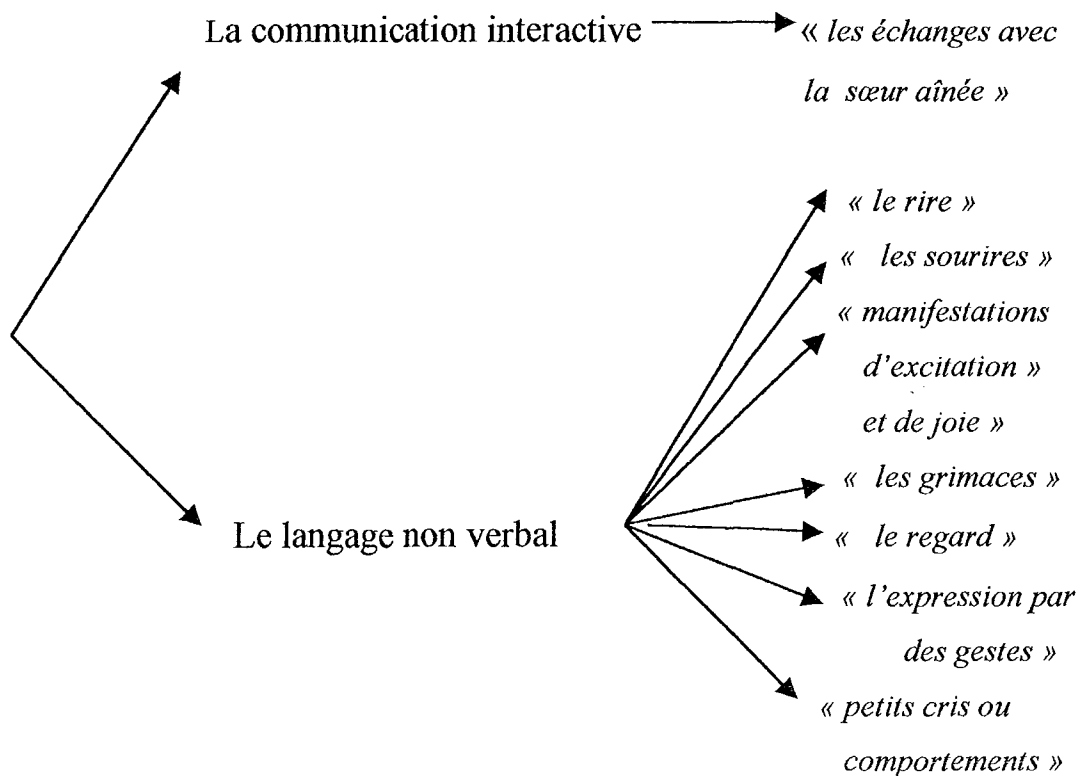 La communication interactive
« les échanges avec
la sœur aînée »
« le rire »
« les sourires »
« manifestations
d'excitation »
et de joie »
« les grimaces »
« le regard »
Le langage non verbal
« l'expression par
des gestes »
« petits cris ou
comportements »